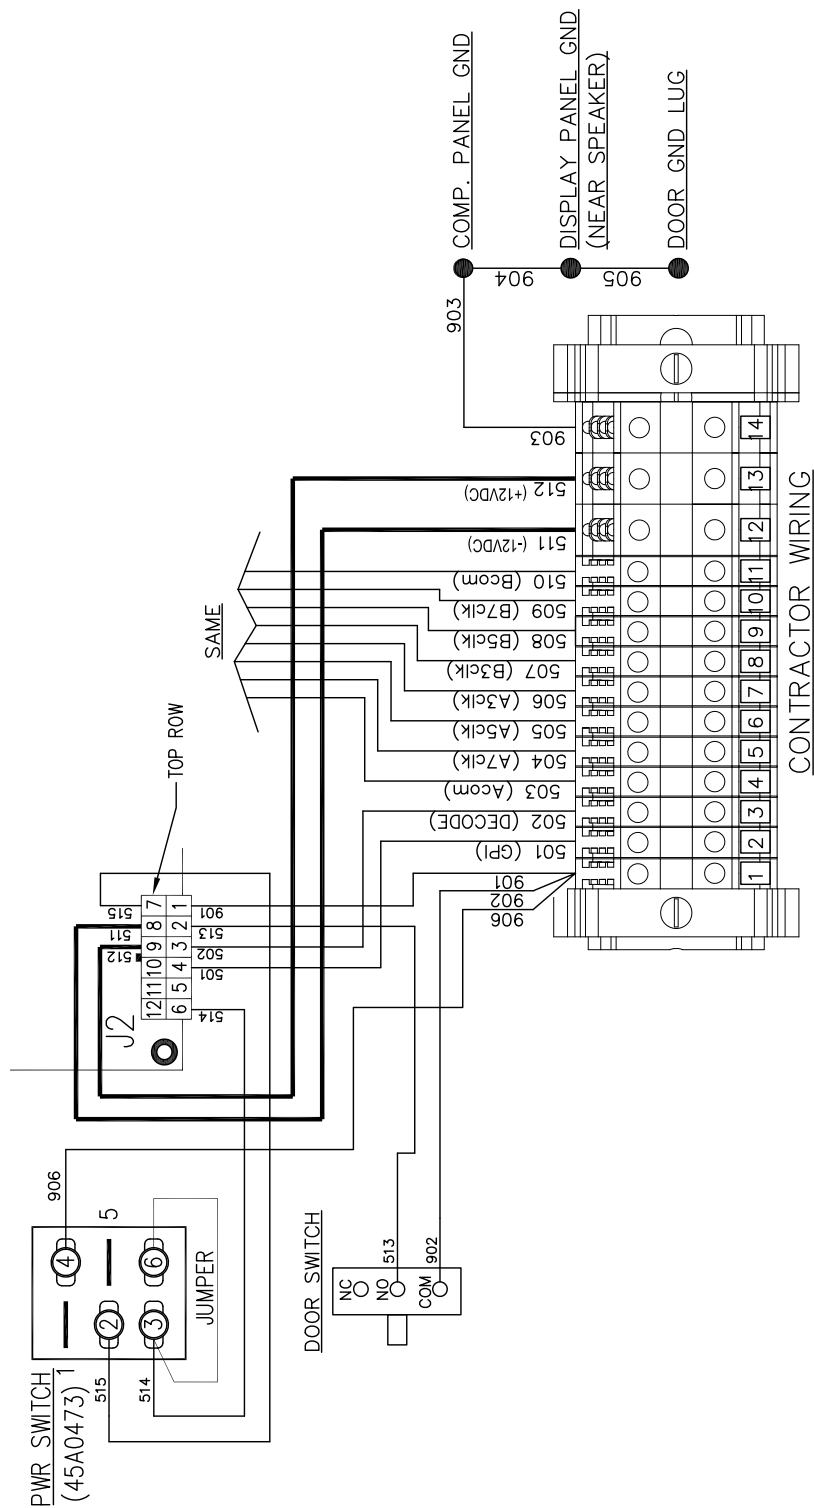 COMP. PANEL GND
DISPLAY PANEL GND
(NEAR SPEAKER)
DOOR GND LUG
904
905
903
903
512 (+12VDC)
511 (-12VDC)
510 (Bcom)
509 (B7clk)
508 (B5clk)
507 (B3clk)
506 (A3clk)
505 (A5clk)
504 (A7clk)
503 (Acom)
502 (DECODE)
501 (GPI)
901
902
906
14
13
12
11
10
9
8
7
6
5
4
3
2
1
CONTRACTOR WIRING
SAME
TOP ROW
J2
515
511
512
7
8
9
10
11
12
1
2
3
4
5
6
901
513
502
501
514
906
PWR SWITCH
(45A0473)
1
5
4
2
6
3
JUMPER
515
514
DOOR SWITCH
NC
NO
COM
513
902